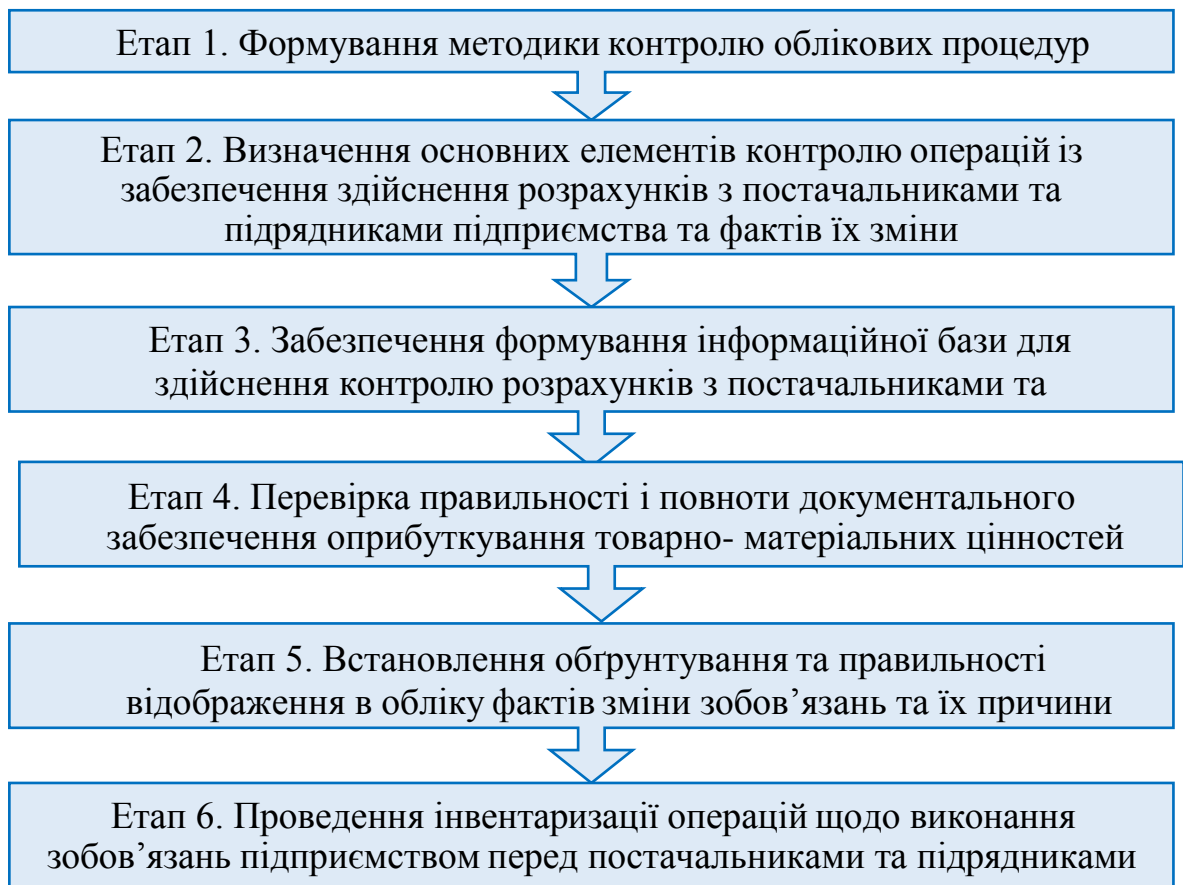 Етап 1. Формування методики контролю облікових процедур
Етап 2. Визначення основних елементів контролю операцій із
забезпечення здійснення розрахунків з постачальниками та
підрядниками підприємства та фактів їх зміни
Етап 3. Забезпечення формування інформаційної бази для
здійснення контролю розрахунків з постачальниками та
Етап 4. Перевірка правильності і повноти документального
забезпечення оприбуткування товарно- матеріальних цінностей
Етап 5. Встановлення обґрунтування та правильності
відображення в обліку фактів зміни зобов’язань та їх причини
Етап 6. Проведення інвентаризації операцій щодо виконання
зобов’язань підприємством перед постачальниками та підрядниками